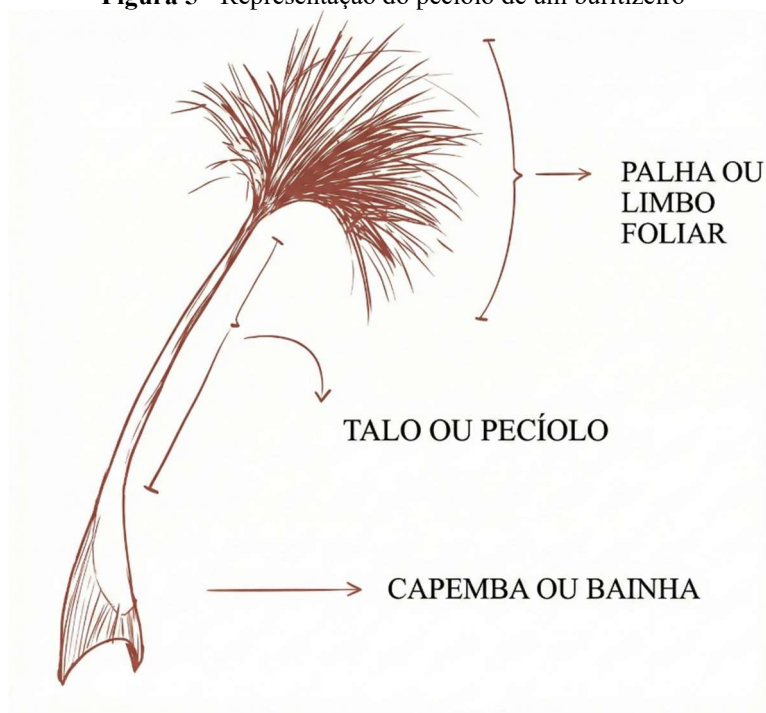 Figura 3 - Representação do pecíolo de um buritizeiro
PALHA OU
LIMBO
FOLIAR
TALO OU PECÍOLO
CAPEMBA OU BAINHA